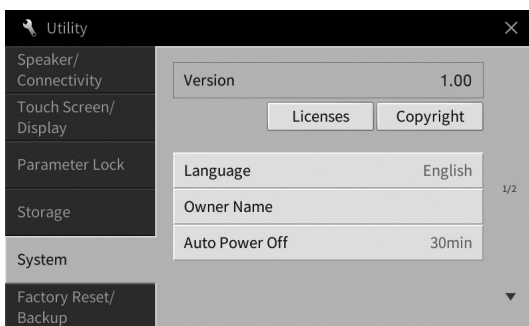 Utility
Speaker/
Connectivity
Touch Screen/
Display
Parameter Lock
Storage
System
Factory Reset/
Backup
Version 1.00
Licenses Copyright
Language English
Owner Name
Auto Power Off 30min
1/2